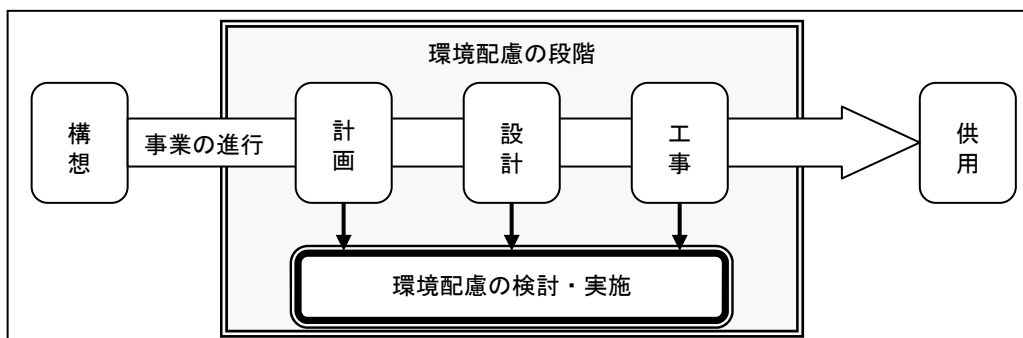 環境配慮の段階
構想
事業の進行
計画
設計
工事
供用
環境配慮の検討・実施